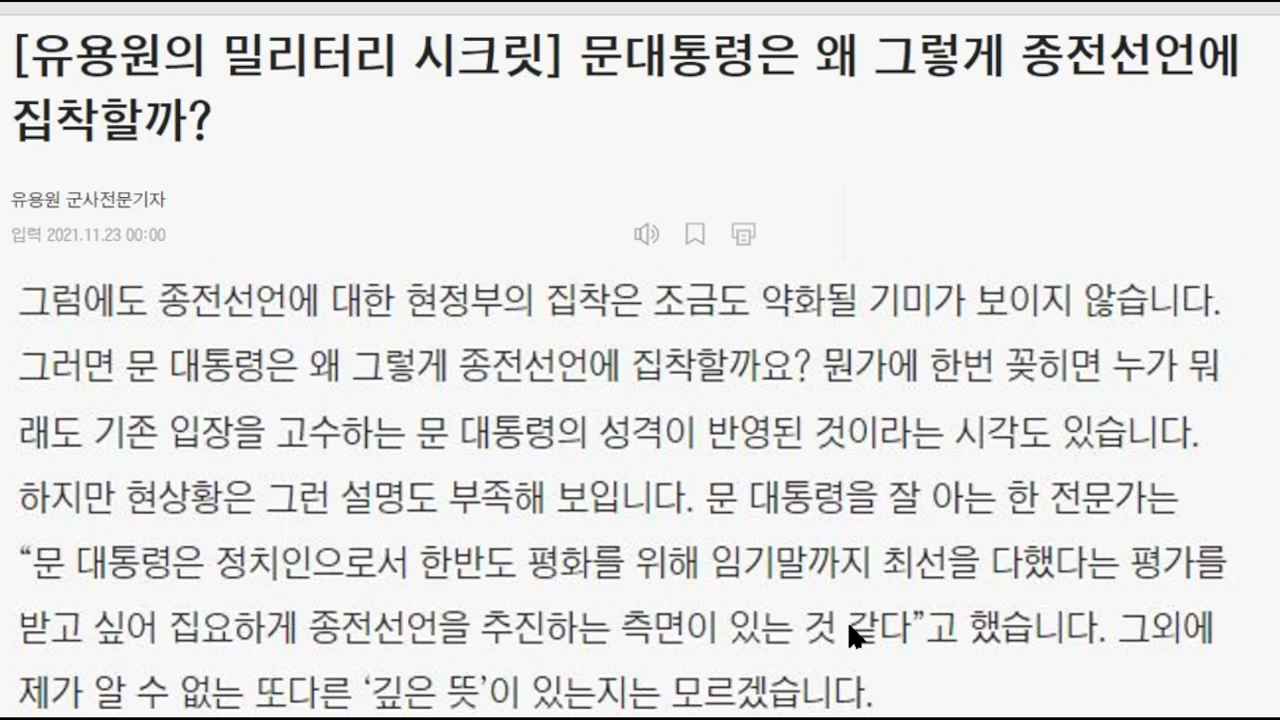 [유용원의 밀리터리 시크릿] 문대통령은 왜 그렇게 종전선언에
집착할까?
유용원 군사전문기자
입력 2021.11.23 00:00
그럼에도 종전선언에 대한 현정부의 집착은 조금도 약화될 기미가 보이지 않습니다.
그러면 문 대통령은 왜 그렇게 종전선언에 집착할까요? 뭔가에 한번 꽂히면 누가 뭐
래도 기존 입장을 고수하는 문 대통령의 성격이 반영된 것이라는 시각도 있습니다.
하지만 현상황은 그런 설명도 부족해 보입니다. 문 대통령을 잘 아는 한 전문가는
“문 대통령은 정치인으로서 한반도 평화를 위해 임기말까지 최선을 다했다는 평가를
받고 싶어 집요하게 종전선언을 추진하는 측면이 있는 것 같다”고 했습니다. 그외에
제가 알 수 없는 또다른 ‘깊은 뜻’이 있는지는 모르겠습니다.